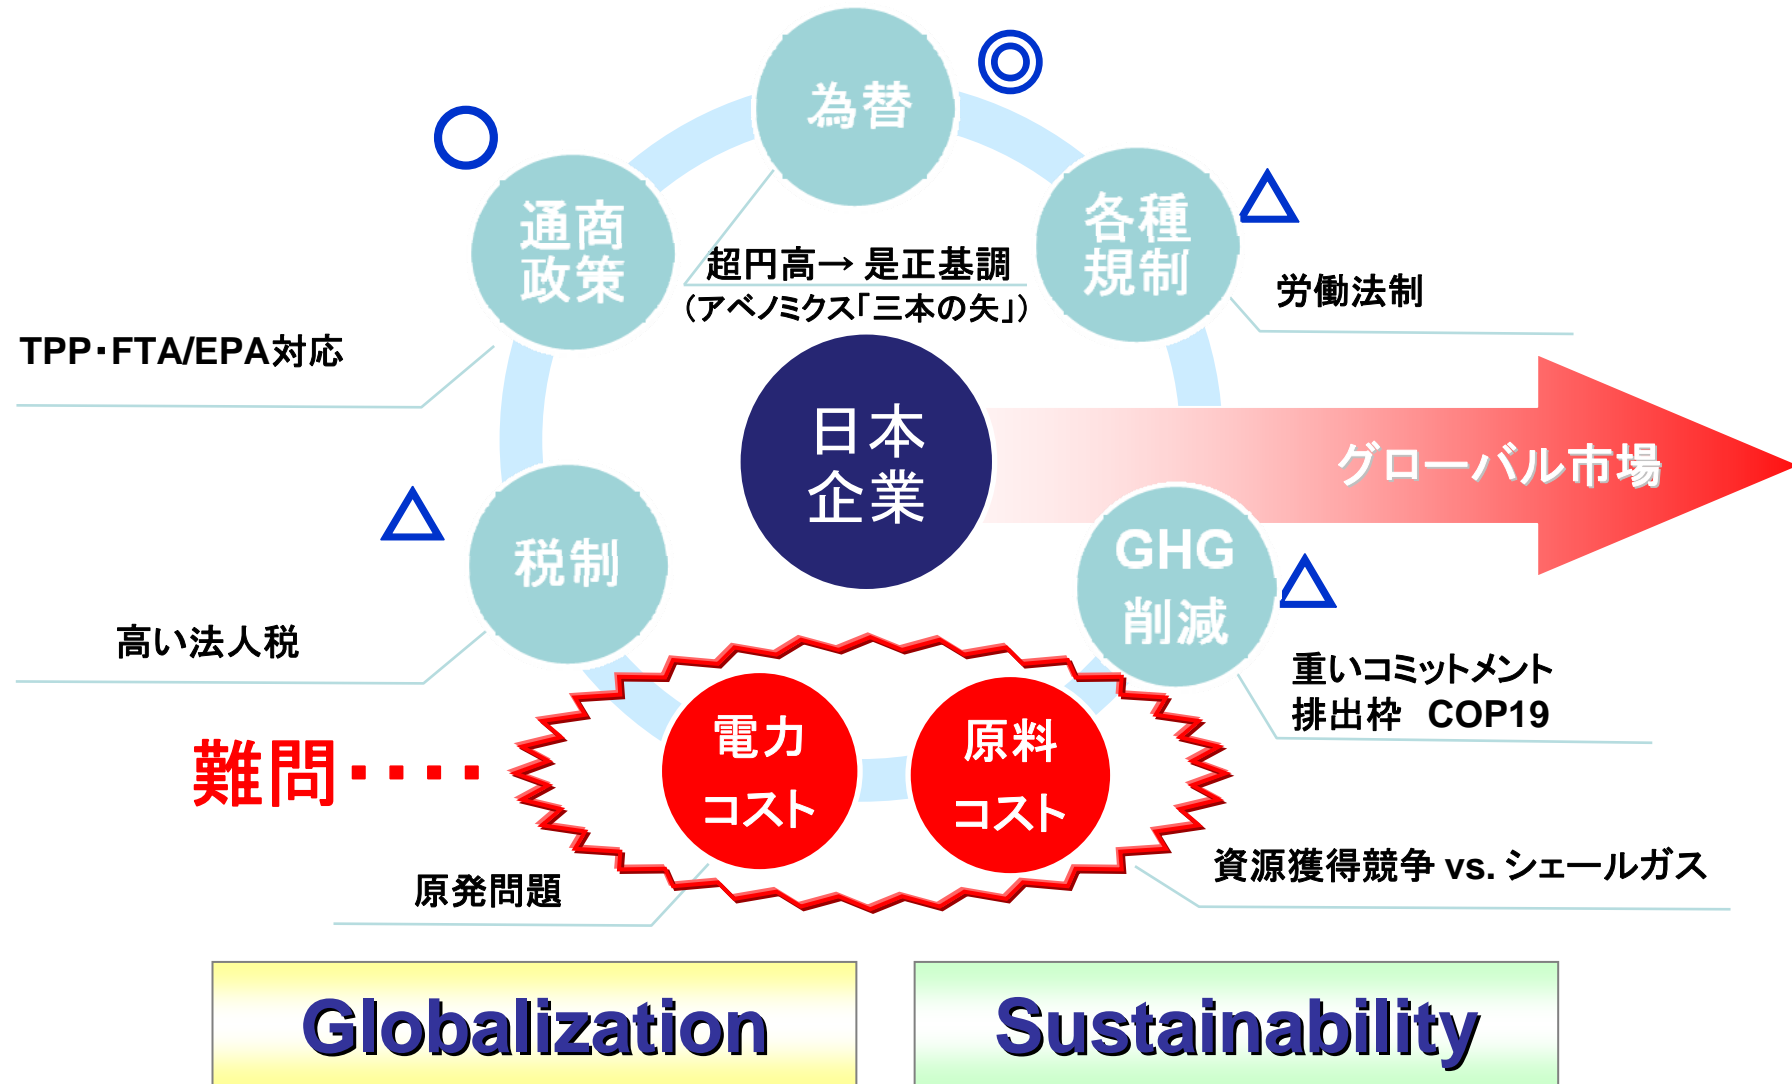 為替
通商
政策
各種
規制
超円高→ 是正基調
（アベノミクス「三本の矢」）
労働法制
TPP・FTA/EPA対応
日本
企業
グローバル市場
税制
GHG
削減
高い法人税
重いコミットメント
排出枠　COP19
難問・・・・
電力
コスト
原料
コスト
原発問題
資源獲得競争 vs. シェールガス
Globalization
Sustainability